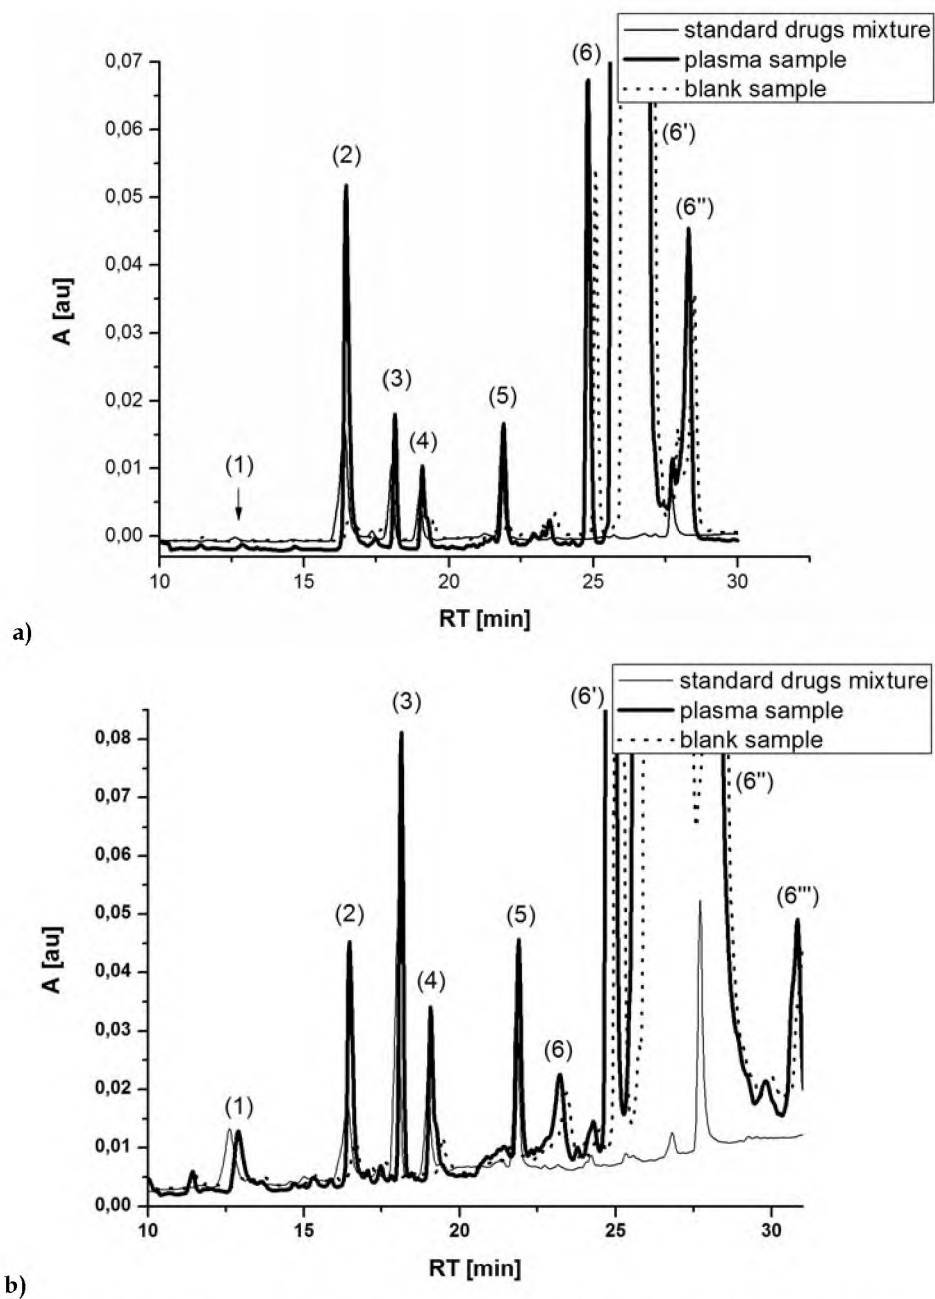 standard drugs mixture
plasma sample
blank sample
(6)
(6')
(2)
(6'')
(3)
(5)
(4)
(1)
0,07
0,06
0,05
0,04
0,03
0,02
0,01
0,00
A [au]
10 15 20 25 30
RT [min]
a)
standard drugs mixture
plasma sample
blank sample
(3)
(6')
(6'')
(2)
(5)
(6''')
(4)
(6)
(1)
0,08
0,07
0,06
0,05
0,04
0,03
0,02
0,01
0,00
A [au]
10 15 20 25 30
RT [min]
b)